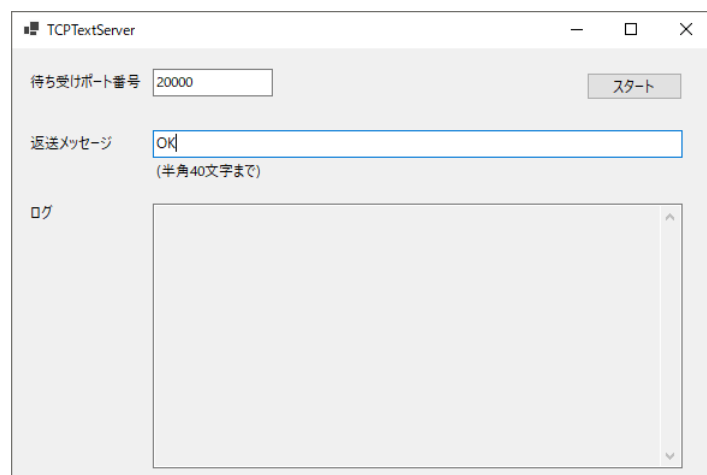 TCPTextServer
待ち受けポート番号 20000 スタート
返送メッセージ OK
(半角40文字まで)
ログ